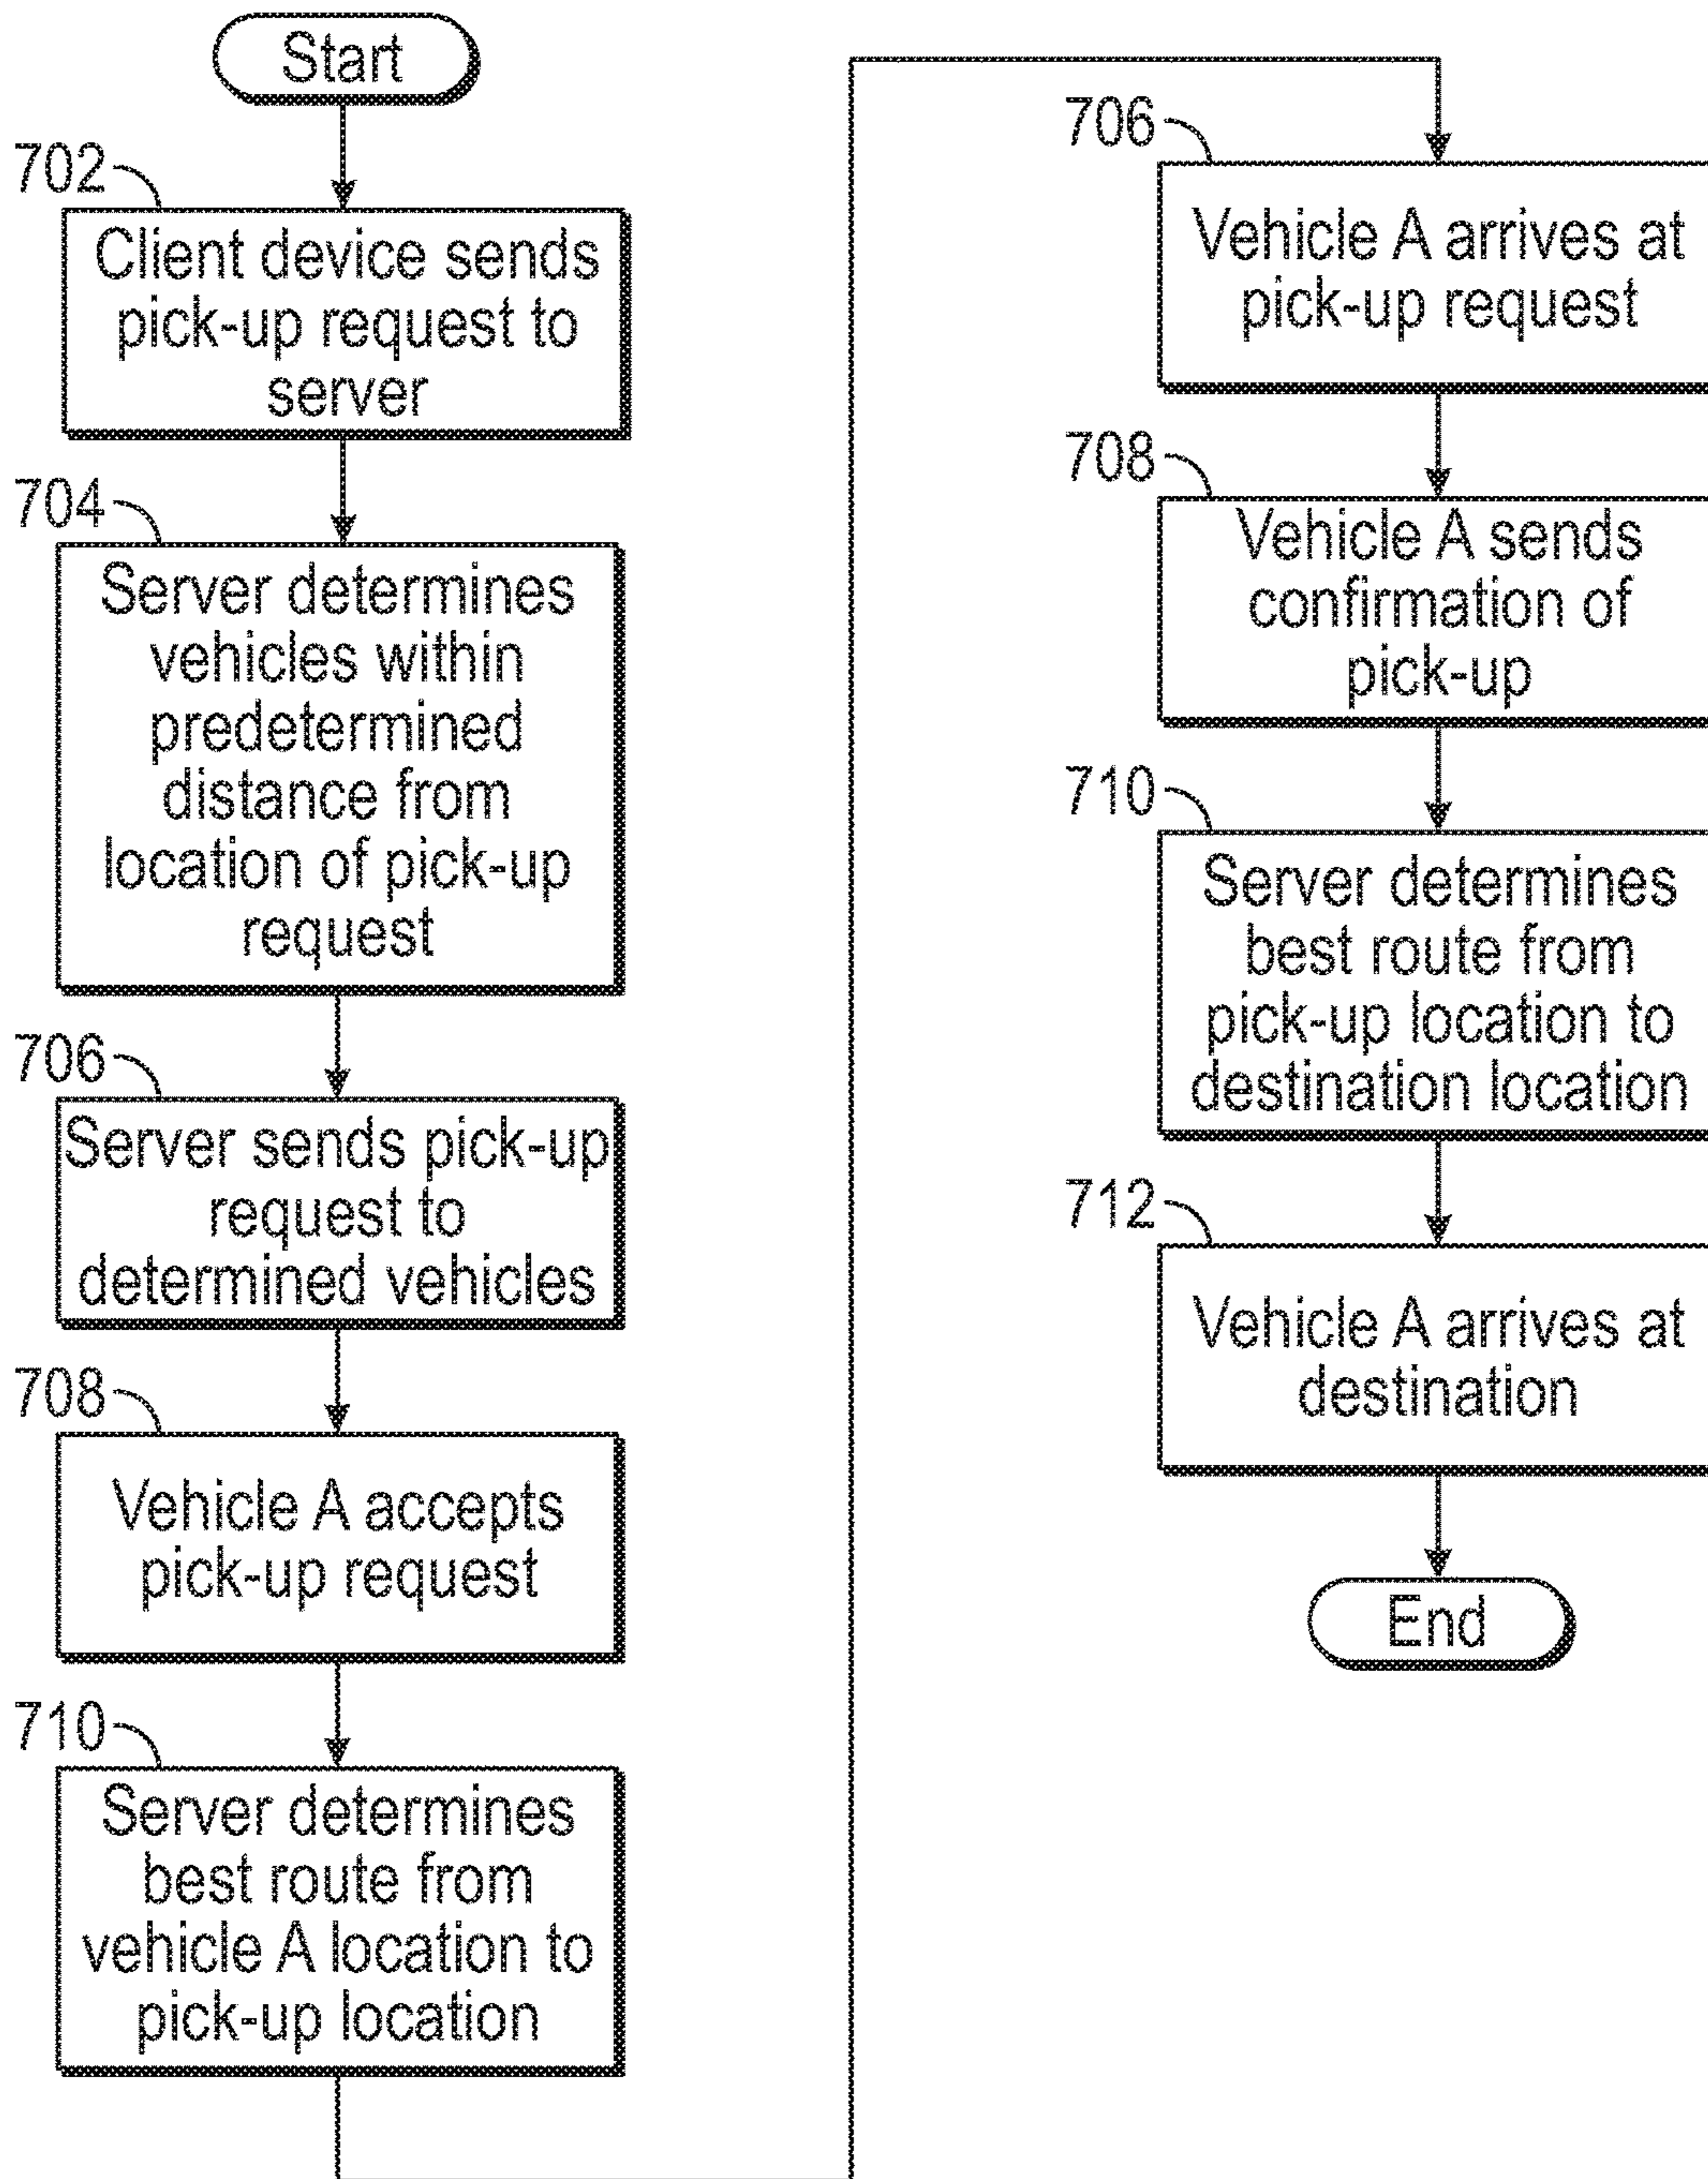 Start
702
Client device sends
pick-up request to
server
704
Server determines
vehicles within
predetermined
distance from
location of pick-up
request
706
Server sends pick-up
request to
determined vehicles
708
Vehicle A accepts
pick-up request
710
Server determines
best route from
vehicle A location to
pick-up location
706
Vehicle A arrives at
pick-up request
708
Vehicle A sends
confirmation of
pick-up
710
Server determines
best route from
pick-up location to
destination location
712
Vehicle A arrives at
destination
End